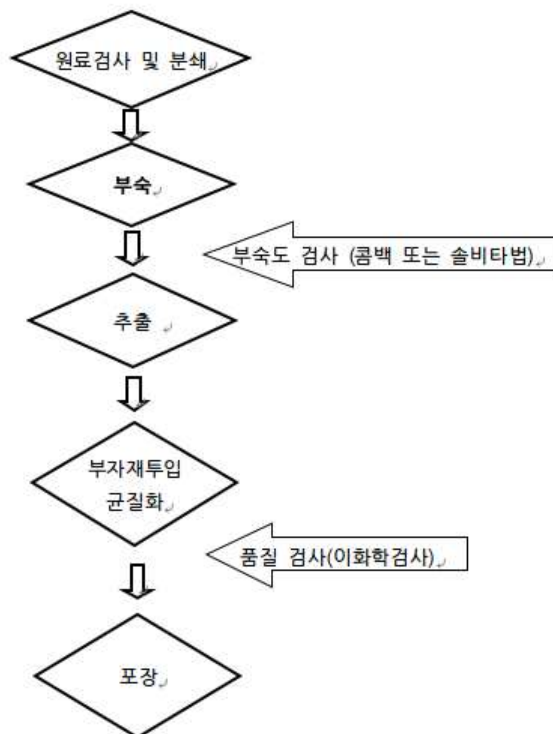 원료검사 및 분쇄
부숙
부숙도 검사 (콤백 또는 솔비타법)
추출
부자재투입
균질화
품질 검사(이화학검사)
포장